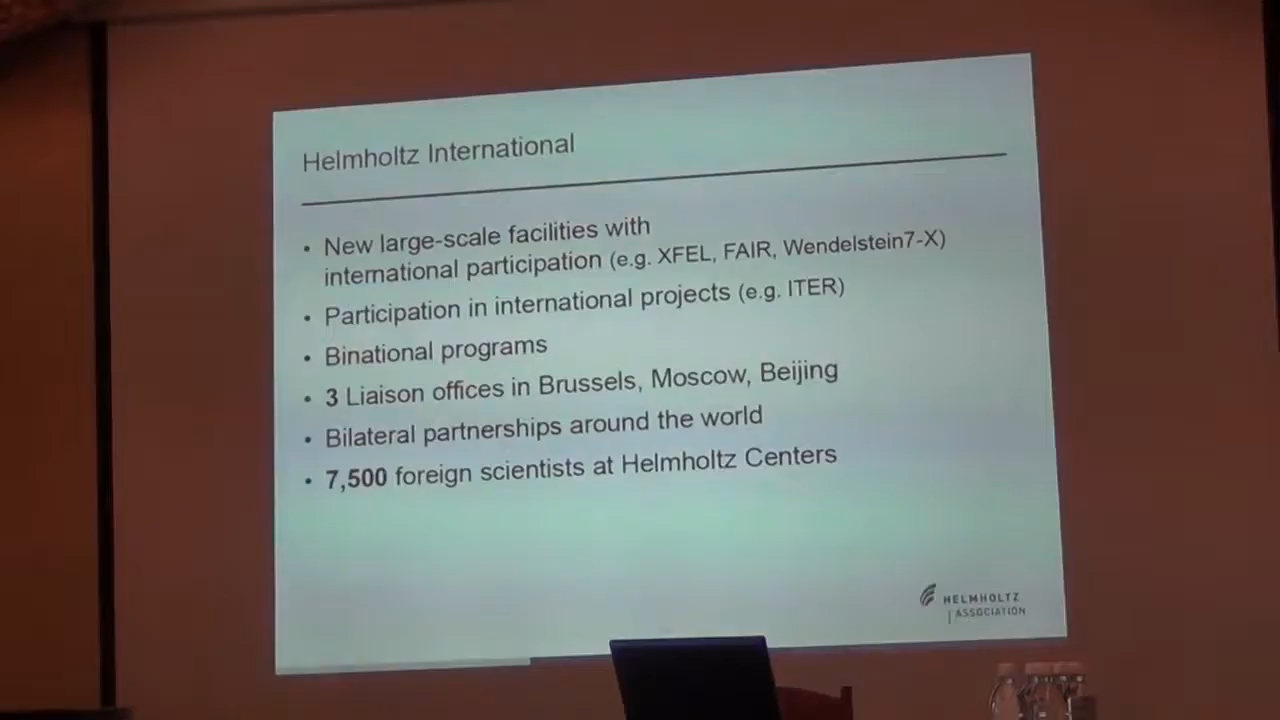 Helmholtz International
• New large-scale facilities with
international participation (e.g. XFEL, FAIR, Wendelstein7-X)
• Participation in international projects (e.g. ITER)
• Binational programs
• 3 Liaison offices in Brussels, Moscow, Beijing
• Bilateral partnerships around the world
• 7,500 foreign scientists at Helmholtz Centers
HELMHOLTZ
| ASSOCIATION